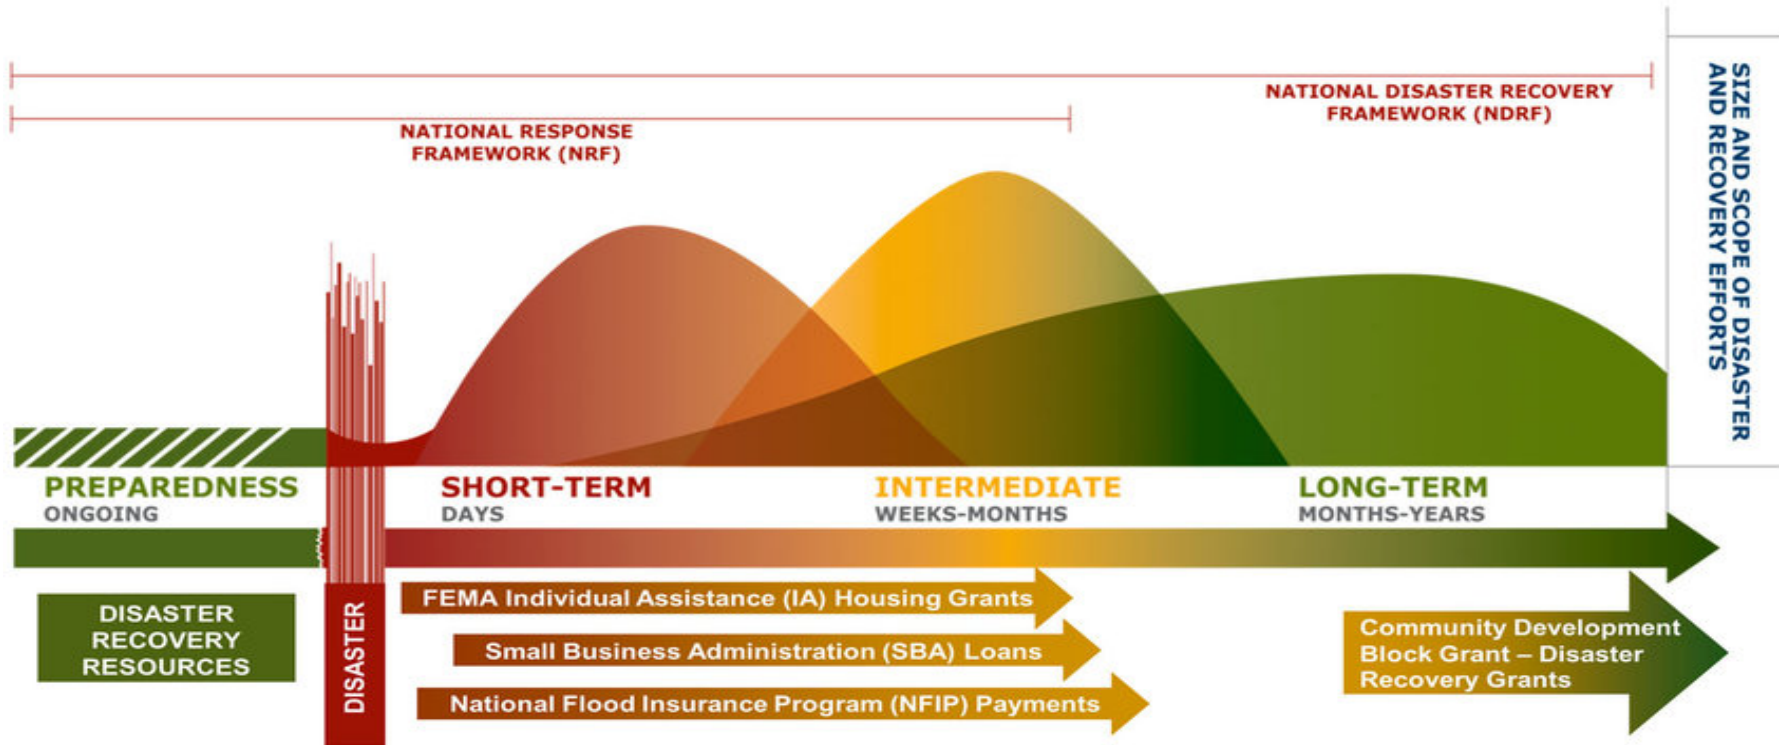 NATIONAL DISASTER RECOVERY
FRAMEWORK (NDRF)
NATIONAL RESPONSE
FRAMEWORK (NRF)
SIZE AND SCOPE OF DISASTER
AND RECOVERY EFFORTS
PREPAREDNESS
ONGOING
SHORT-TERM
DAYS
INTERMEDIATE
WEEKS-MONTHS
LONG-TERM
MONTHS-YEARS
DISASTER
RECOVERY
RESOURCES
DISASTER
FEMA Individual Assistance (IA) Housing Grants
Small Business Administration (SBA) Loans
National Flood Insurance Program (NFIP) Payments
Community Development
Block Grant – Disaster
Recovery Grants